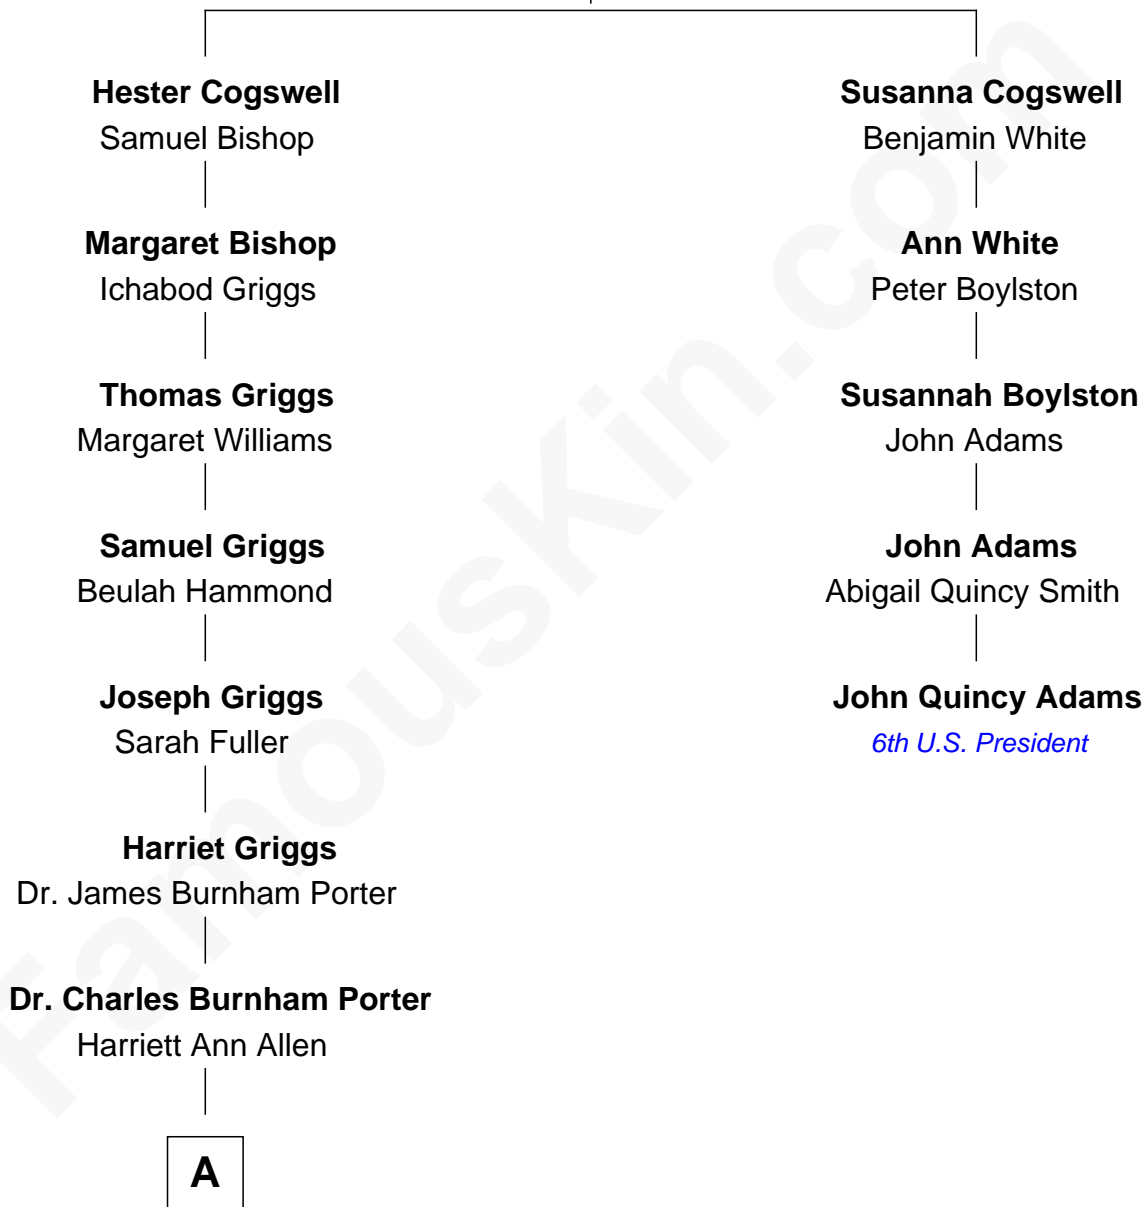 Hester Cogswell
Samuel Bishop
Margaret Bishop
Ichabod Griggs
Thomas Griggs
Margaret Williams
Samuel Griggs
Beulah Hammond
Joseph Griggs
Sarah Fuller
Harriet Griggs
Dr. James Burnham Porter
Dr. Charles Burnham Porter
Harriett Ann Allen
A
Susanna Cogswell
Benjamin White
Ann White
Peter Boylston
Susannah Boylston
John Adams
John Adams
Abigail Quincy Smith
John Quincy Adams
6th U.S. President
FamousKin.com